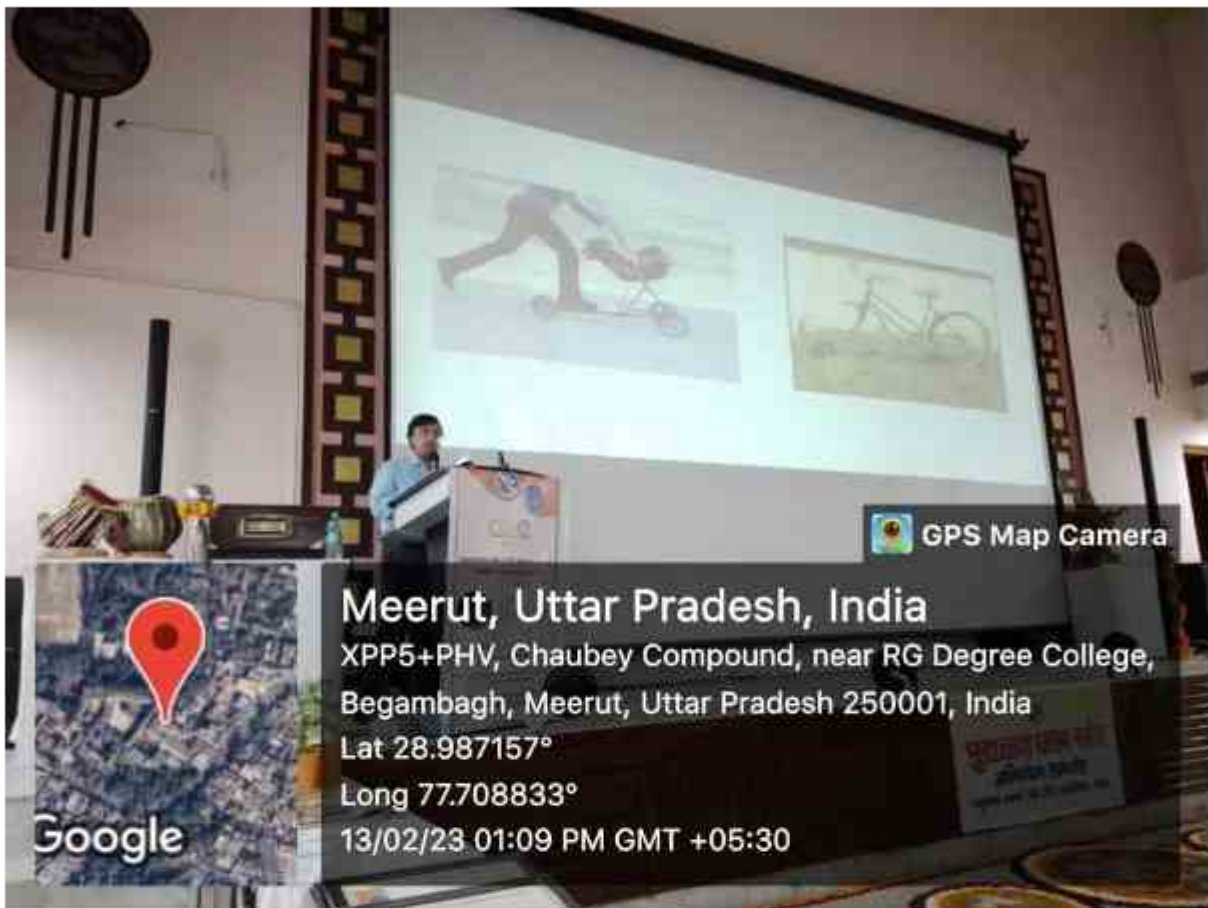 GPS Map Camera
Meerut, Uttar Pradesh, India
XPP5+PHV, Chaubey Compound, near RG Degree College,
Begambagh, Meerut, Uttar Pradesh 250001, India
Lat 28.987157°
Long 77.708833°
13/02/23 01:09 PM GMT +05:30
Google